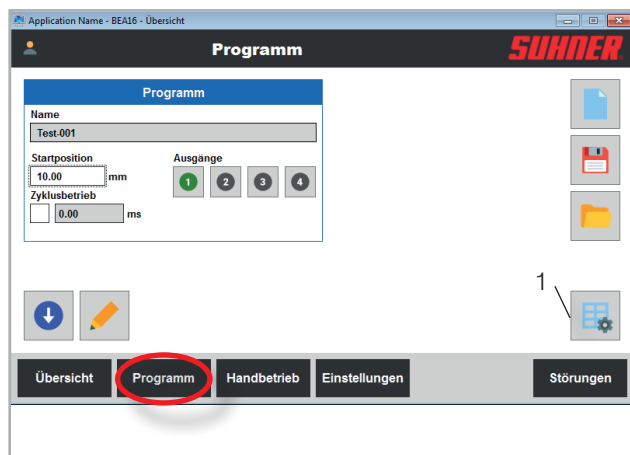 Application Name - BEA16 - Übersicht
Programm
SUHNER
Programm
Name
Test-001
Startposition
Ausgänge
10.00 mm
1 2 3 4
Zyklusbetrieb
0.00 ms
1
Übersicht Programm Handbetrieb Einstellungen Störungen